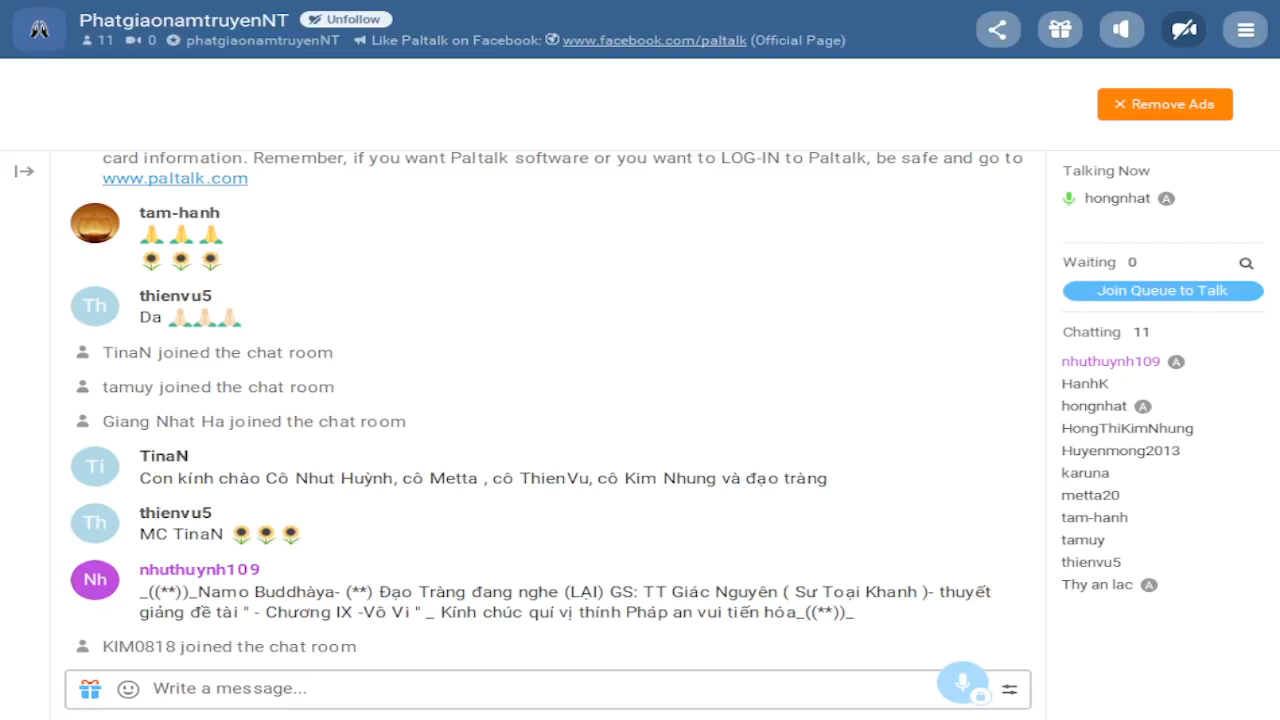 PhatgiaonamtruyenNT Unfollow
11 0 phatgiaonamtruyenNT Like Paltalk on Facebook: www.facebook.com/paltalk (Official Page)
Remove Ads
card information. Remember, if you want Paltalk software or you want to LOG-IN to Paltalk, be safe and go to
www.paltalk.com
tam-hanh
Th
thienvu5
Da
TinaN joined the chat room
tamuy joined the chat room
Giang Nhat Ha joined the chat room
Ti
TinaN
Con kính chào Cô Nhut Huỳnh, cô Metta , cô ThienVu, cô Kim Nhung và đạo tràng
Th
thienvu5
MC TinaN
Nh
nhuthuynh109
_((**))_Namo Buddhàya- (**) Đạo Tràng đang nghe (LẠI) GS: TT Giác Nguyên ( Sư Toại Khanh )- thuyết
giảng đề tài " - Chương IX -Vô Vi " _ Kính chúc quí vị thính Pháp an vui tiến hóa_((**))_
KIM0818 joined the chat room
Write a message...
Talking Now
hongnhat A
Waiting 0
Join Queue to Talk
Chatting 11
nhuthuynh109 A
HanhK
hongnhat A
HongThiKimNhung
Huyenmong2013
karuna
metta20
tam-hanh
tamuy
thienvu5
Thy an lac A